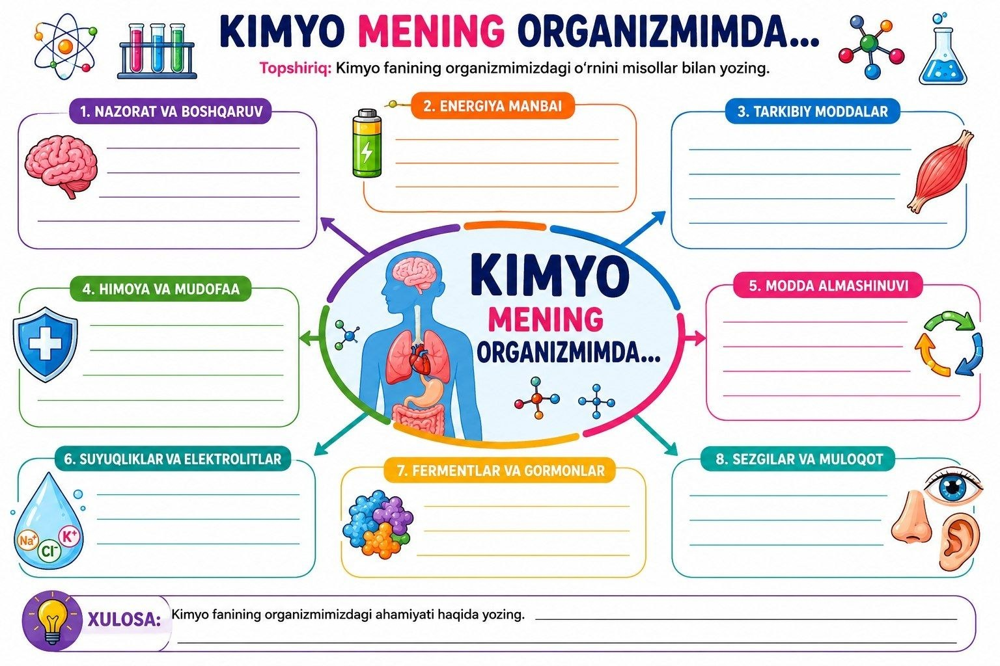 KIMYO MENING ORGANIZMIMDA...
Topshiriq: Kimyo fanining organizmimizdagi o‘rnini misollar bilan yozing.
1. NAZORAT VA BOSHQARUV
2. ENERGIYA MANBAI
3. TARKIBIY MODDALAR
KIMYO
MENING
ORGANIZMIMDA...
4. HIMOYA VA MUDOFAA
5. MODDA ALMASHINUVI
6. SUYUQLIKLAR VA ELEKTROLITLAR
Na⁺
Cl⁻
K⁺
7. FERMENTLAR VA GORMONLAR
8. SEZGILAR VA MULOQOT
XULOSA: Kimyo fanining organizmimizdagi ahamiyati haqida yozing.